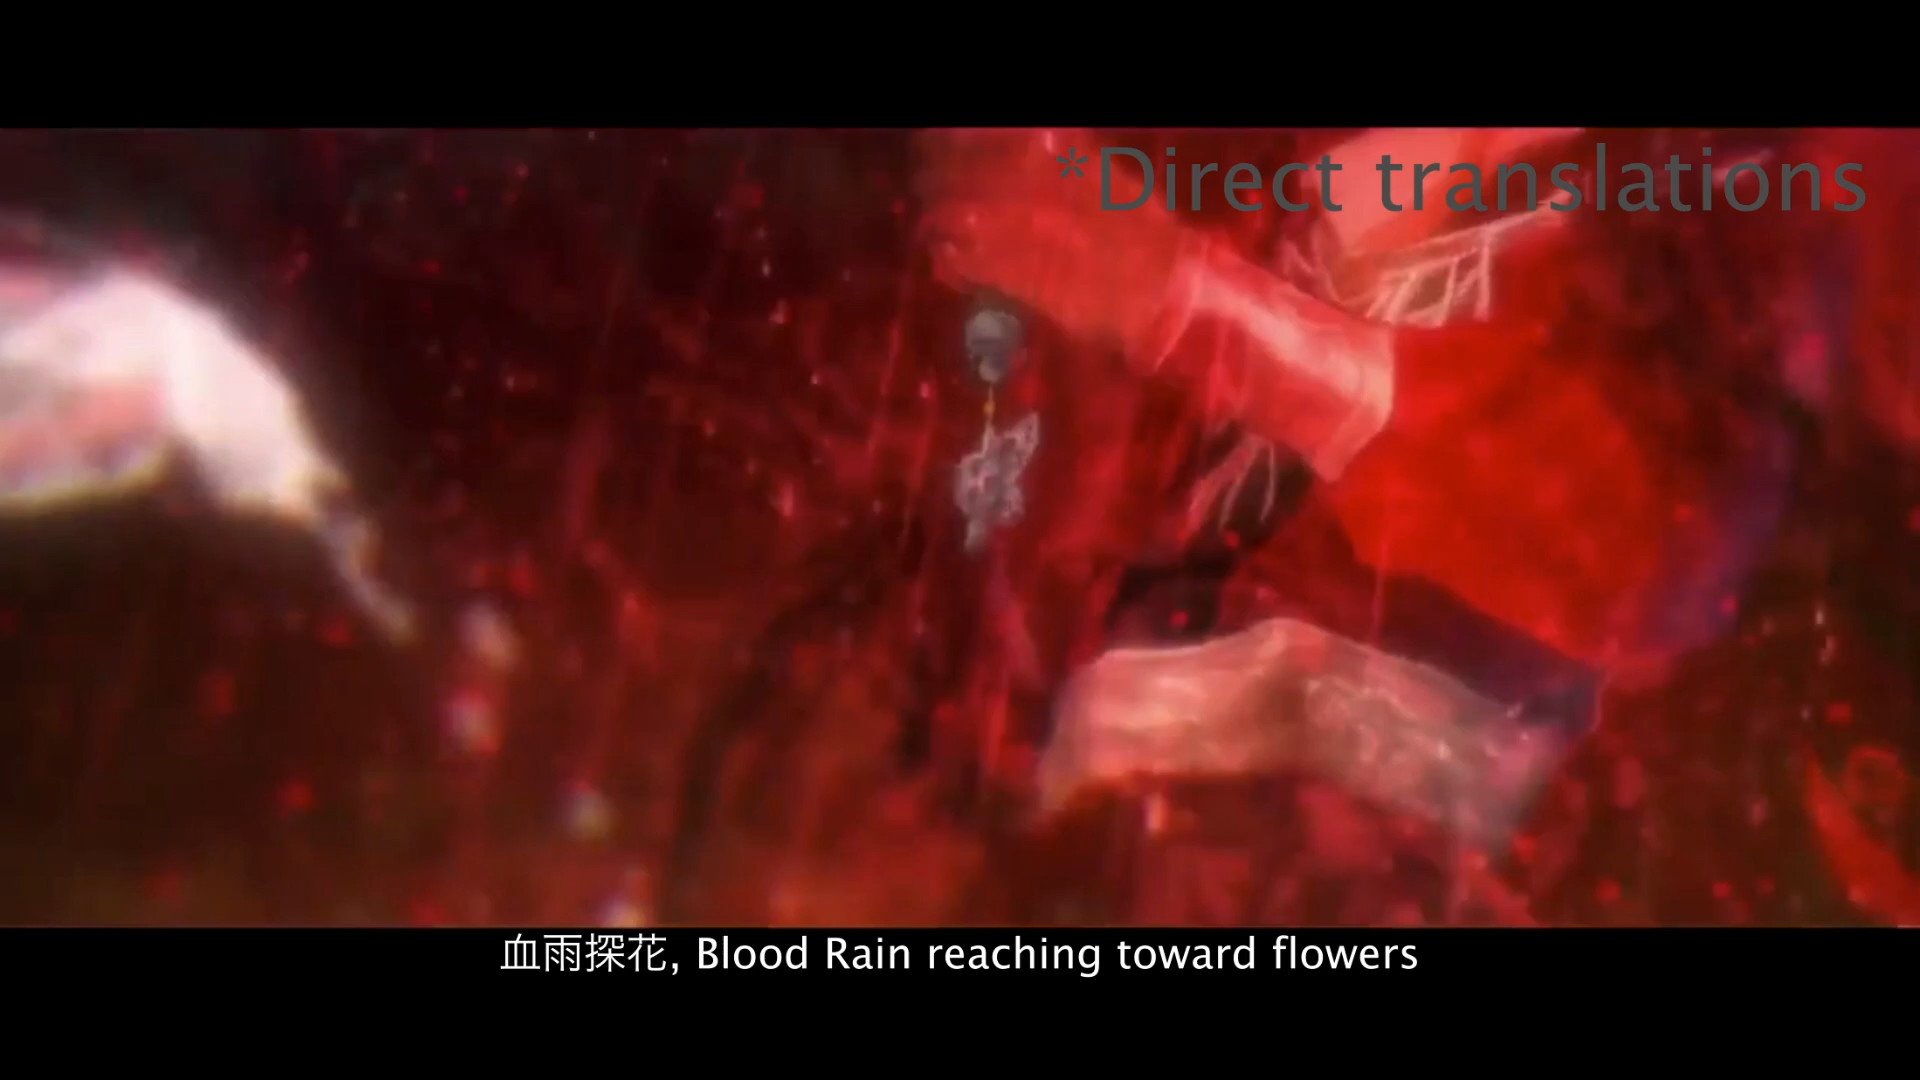 *Direct translations
血雨探花, Blood Rain reaching toward flowers